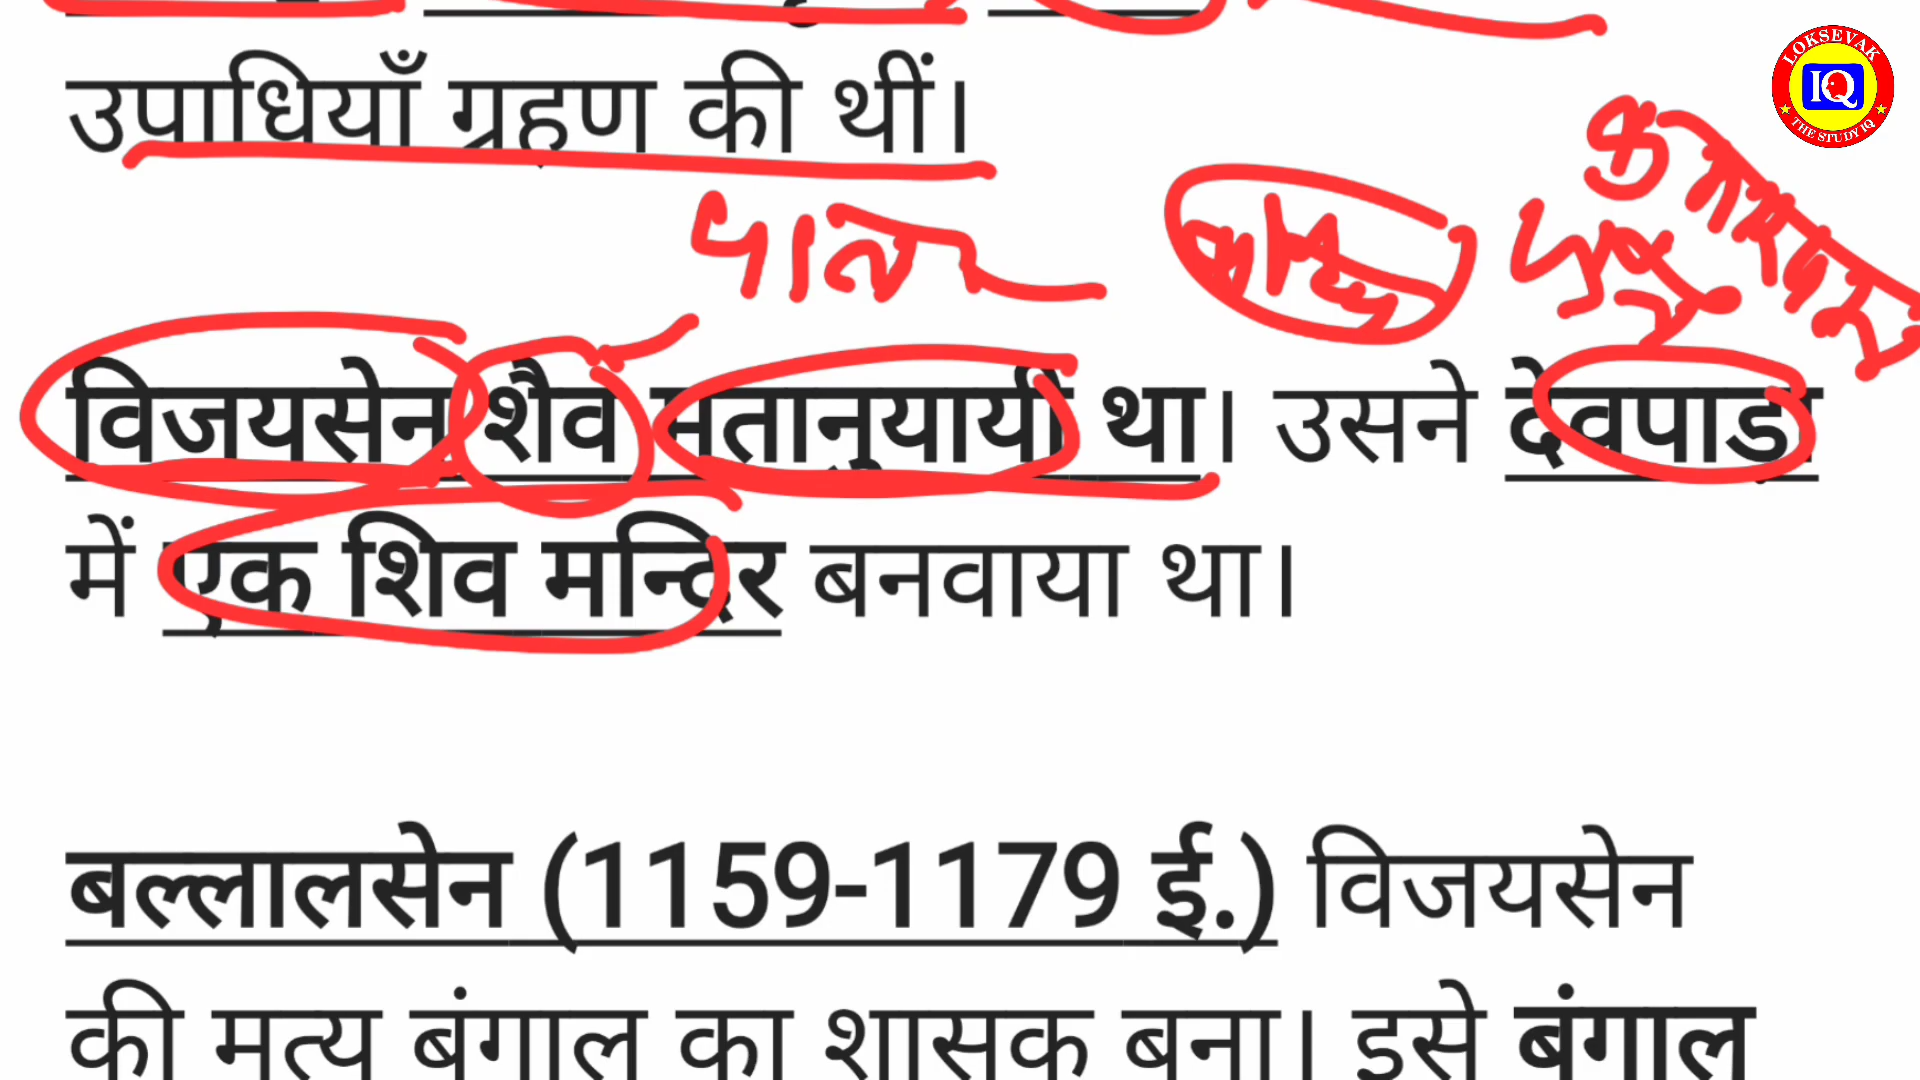 LOKSEVAK
IQ
THE STUDY IQ
उपाधियाँ ग्रहण की थीं।
पाल
विजयसेन शैव मतानुयायी था। उसने देवपाड़ा
में एक शिव मन्दिर बनवाया था।
बल्लालसेन (1159-1179 ई.) विजयसेन
की मत्य बंगाल का शासक बना। इसे बंगाल